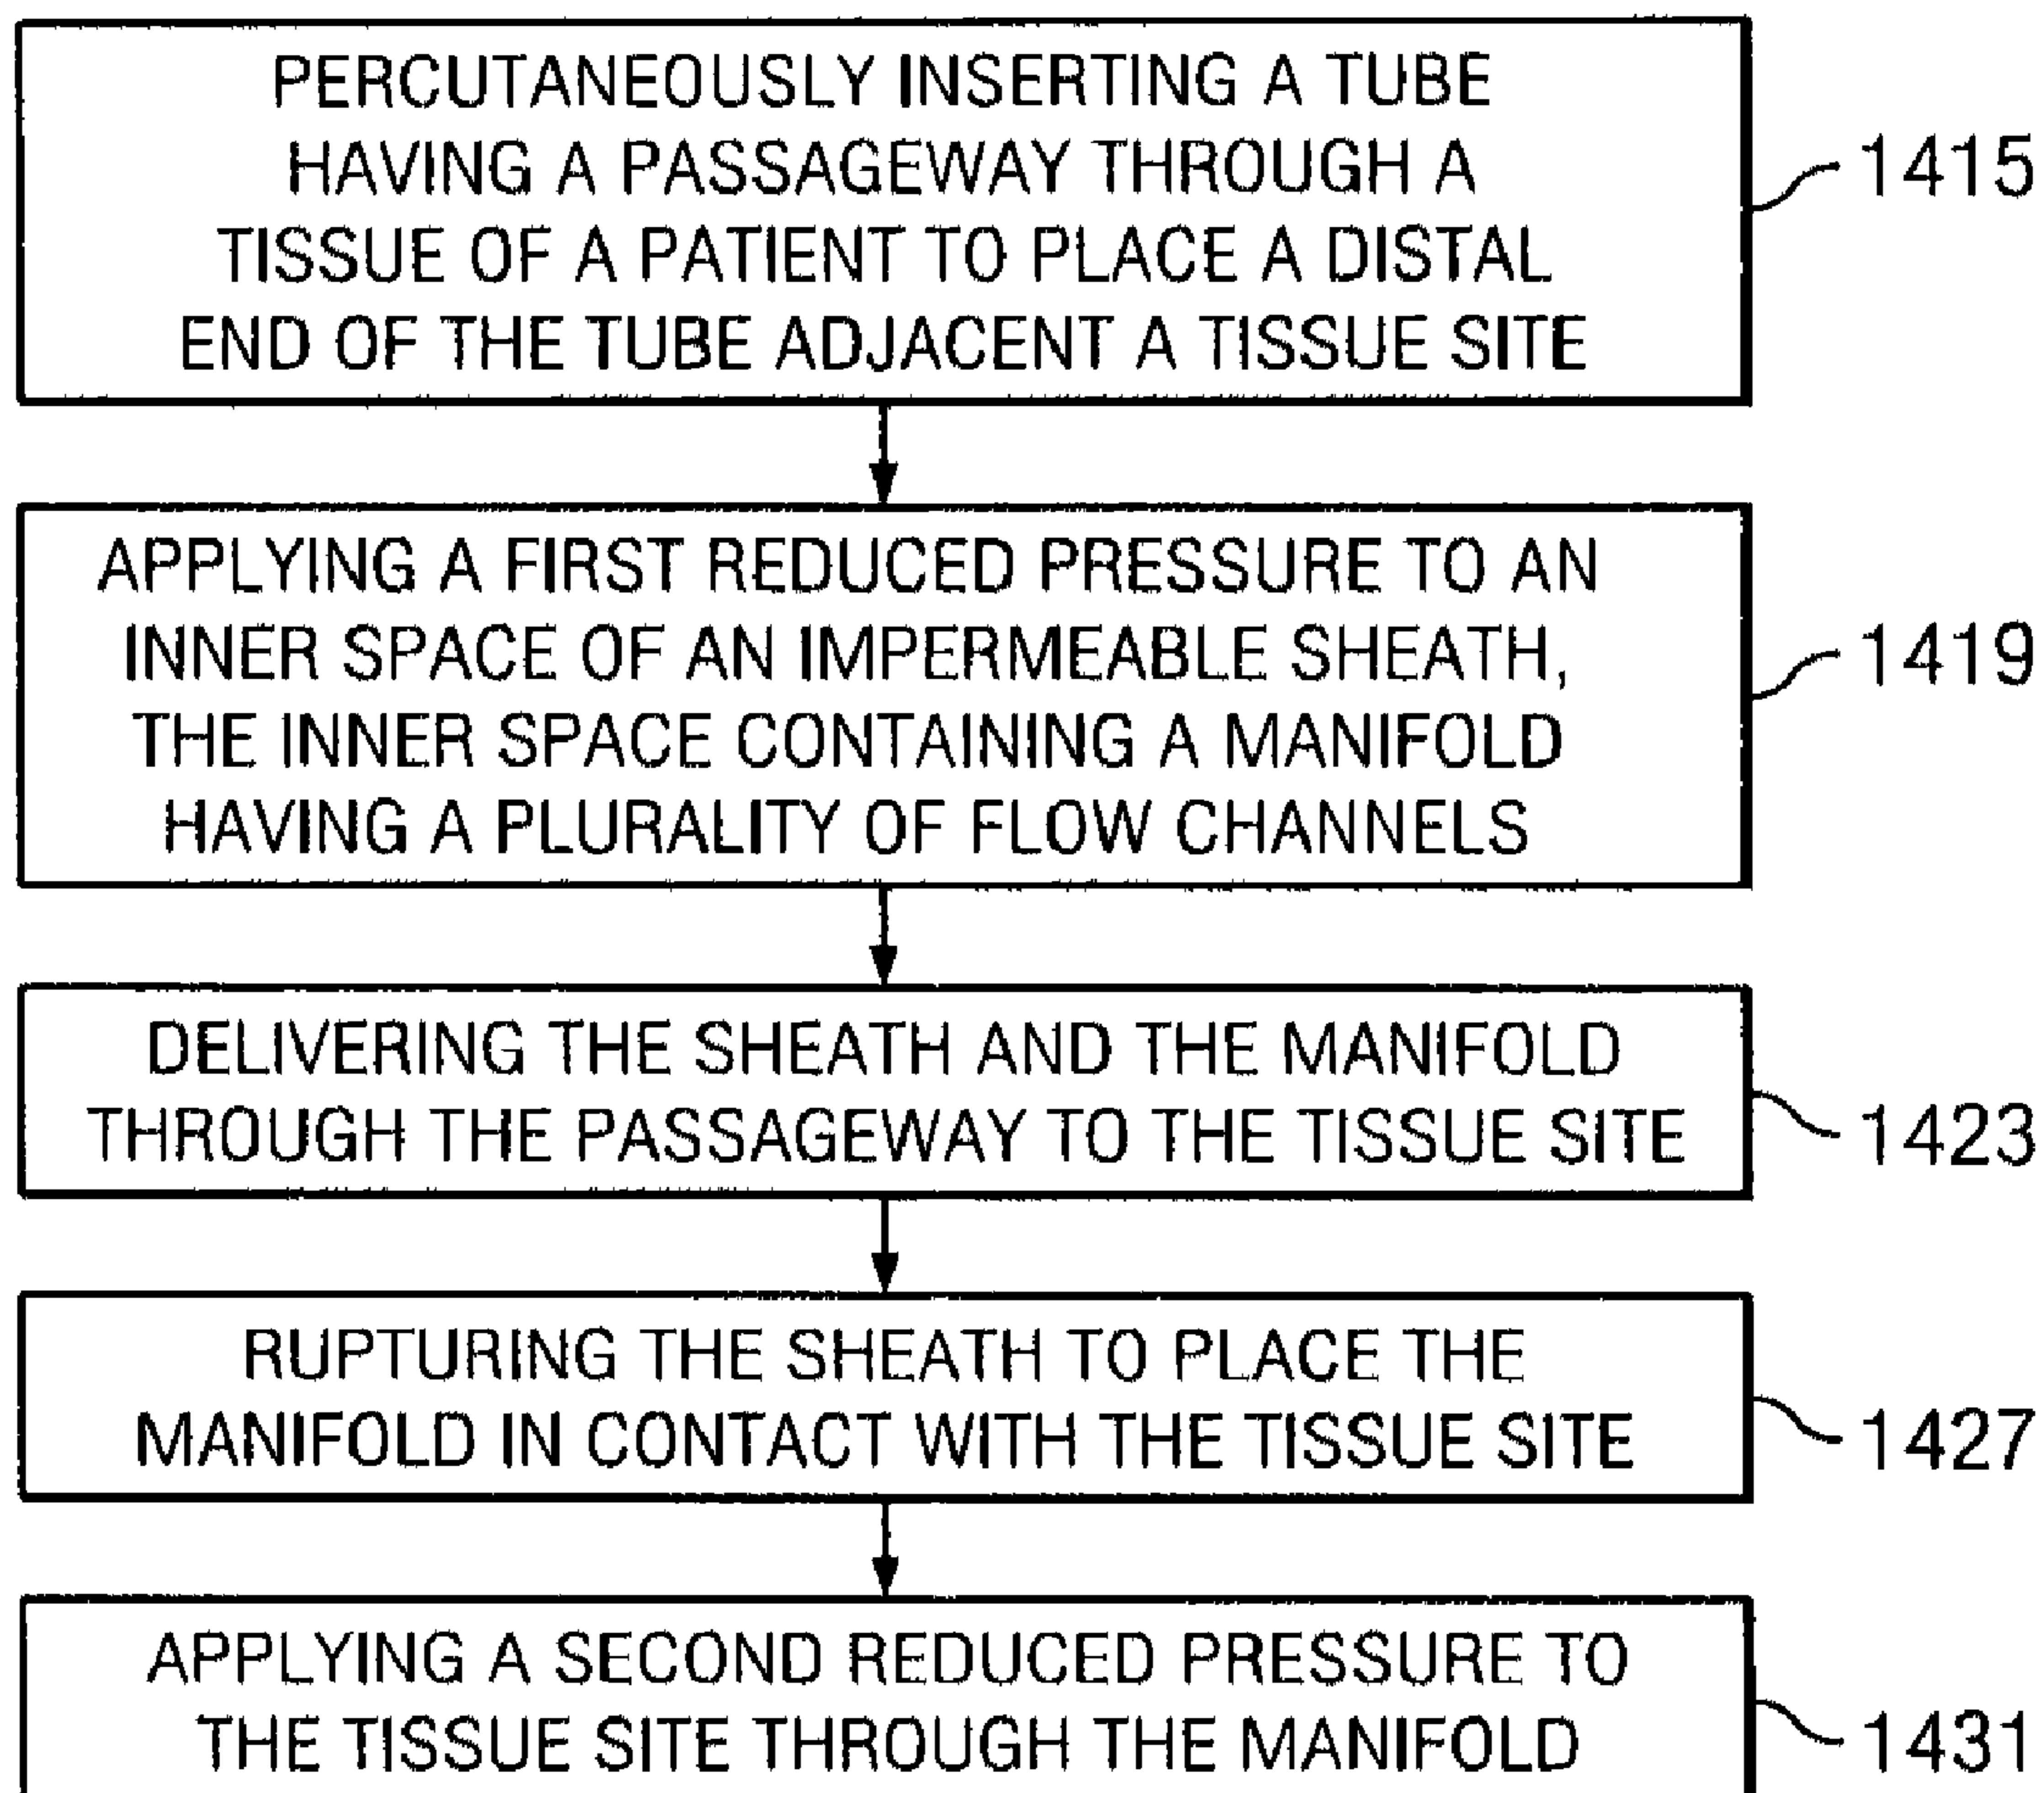 PERCUTANEOUSLY INSERTING A TUBE
HAVING A PASSAGEWAY THROUGH A
TISSUE OF A PATIENT TO PLACE A DISTAL
END OF THE TUBE ADJACENT A TISSUE SITE
1415
APPLYING A FIRST REDUCED PRESSURE TO AN
INNER SPACE OF AN IMPERMEABLE SHEATH,
THE INNER SPACE CONTAINING A MANIFOLD
HAVING A PLURALITY OF FLOW CHANNELS
1419
DELIVERING THE SHEATH AND THE MANIFOLD
THROUGH THE PASSAGEWAY TO THE TISSUE SITE
1423
RUPTURING THE SHEATH TO PLACE THE
MANIFOLD IN CONTACT WITH THE TISSUE SITE
1427
APPLYING A SECOND REDUCED PRESSURE TO
THE TISSUE SITE THROUGH THE MANIFOLD
1431